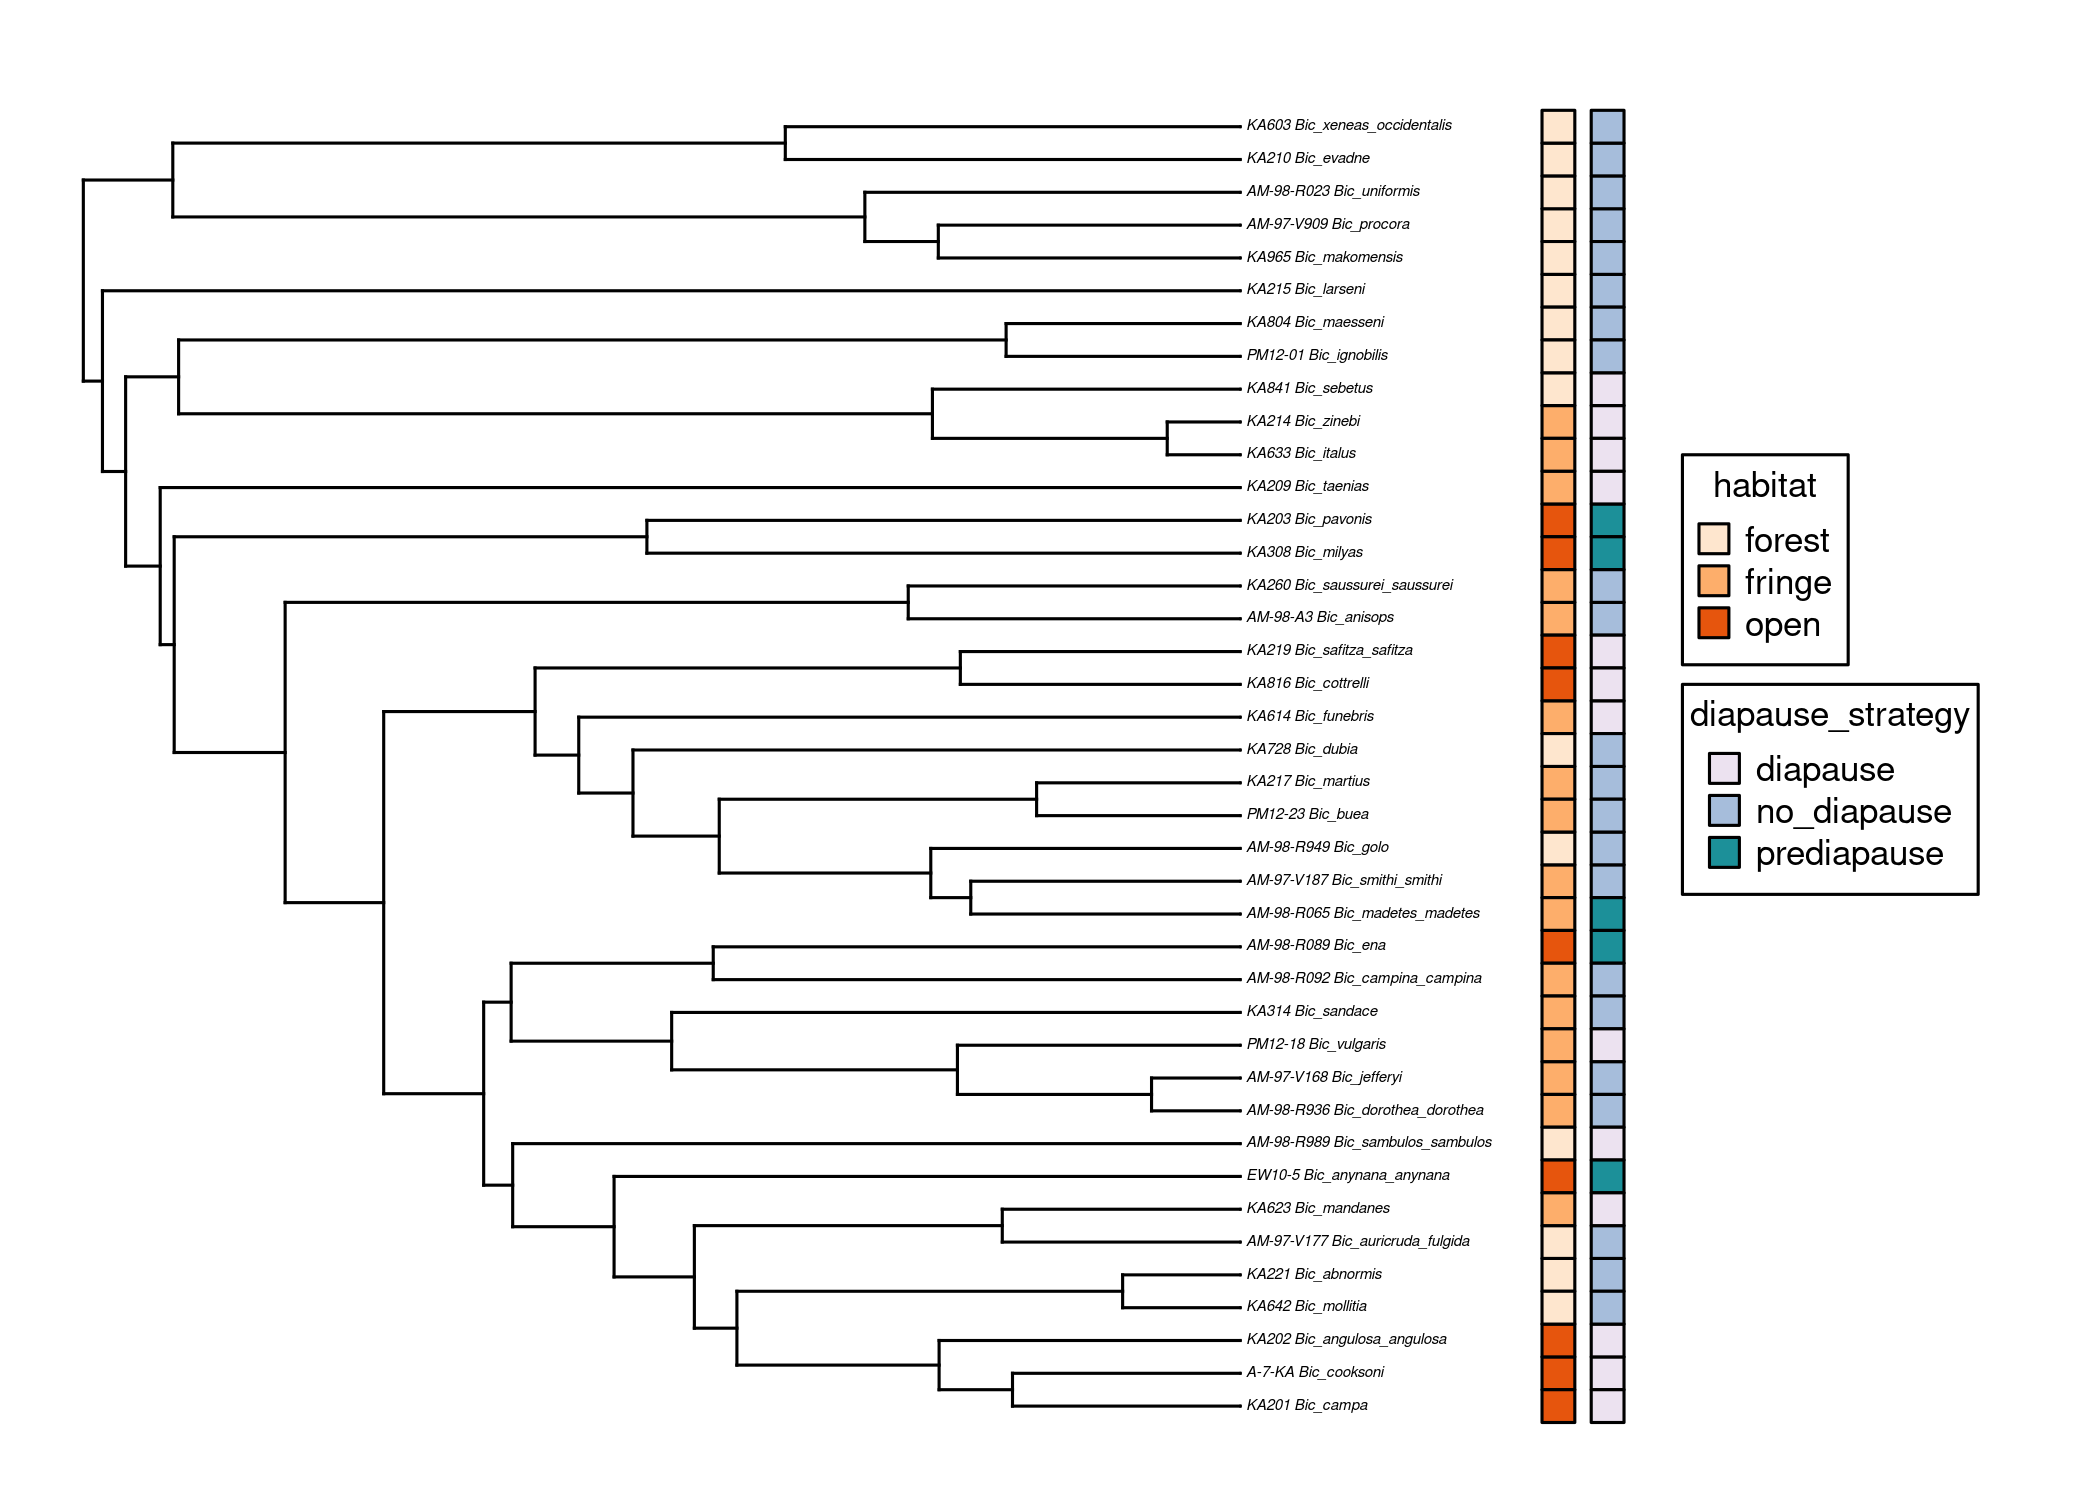 KA603 Bic_xeneas_occidentalis
KA210 Bic_evadne
AM-98-R023 Bic_uniformis
AM-97-V909 Bic_procora
KA965 Bic_makomensis
KA215 Bic_larseni
KA804 Bic_maesseni
PM12-01 Bic_ignobilis
KA841 Bic_sebetus
KA214 Bic_zinebi
KA633 Bic_italus
KA209 Bic_taenias
KA203 Bic_pavonis
KA308 Bic_milyas
KA260 Bic_saussurei_saussurei
AM-98-A3 Bic_anisops
KA219 Bic_safitza_safitza
KA816 Bic_cottrelli
KA614 Bic_funebris
KA728 Bic_dubia
KA217 Bic_martius
PM12-23 Bic_buea
AM-98-R949 Bic_golo
AM-97-V187 Bic_smithi_smithi
AM-98-R065 Bic_madetes_madetes
AM-98-R089 Bic_ena
AM-98-R092 Bic_campina_campina
KA314 Bic_sandace
PM12-18 Bic_vulgaris
AM-97-V168 Bic_jefferyi
AM-98-R936 Bic_dorothea_dorothea
AM-98-R989 Bic_sambulos_sambulos
EW10-5 Bic_anynana_anynana
KA623 Bic_mandanes
AM-97-V177 Bic_auricruda_fulgida
KA221 Bic_abnormis
KA642 Bic_mollitia
KA202 Bic_angulosa_angulosa
A-7-KA Bic_cooksoni
KA201 Bic_campa
habitat
forest
fringe
open
diapause_strategy
diapause
no_diapause
prediapause